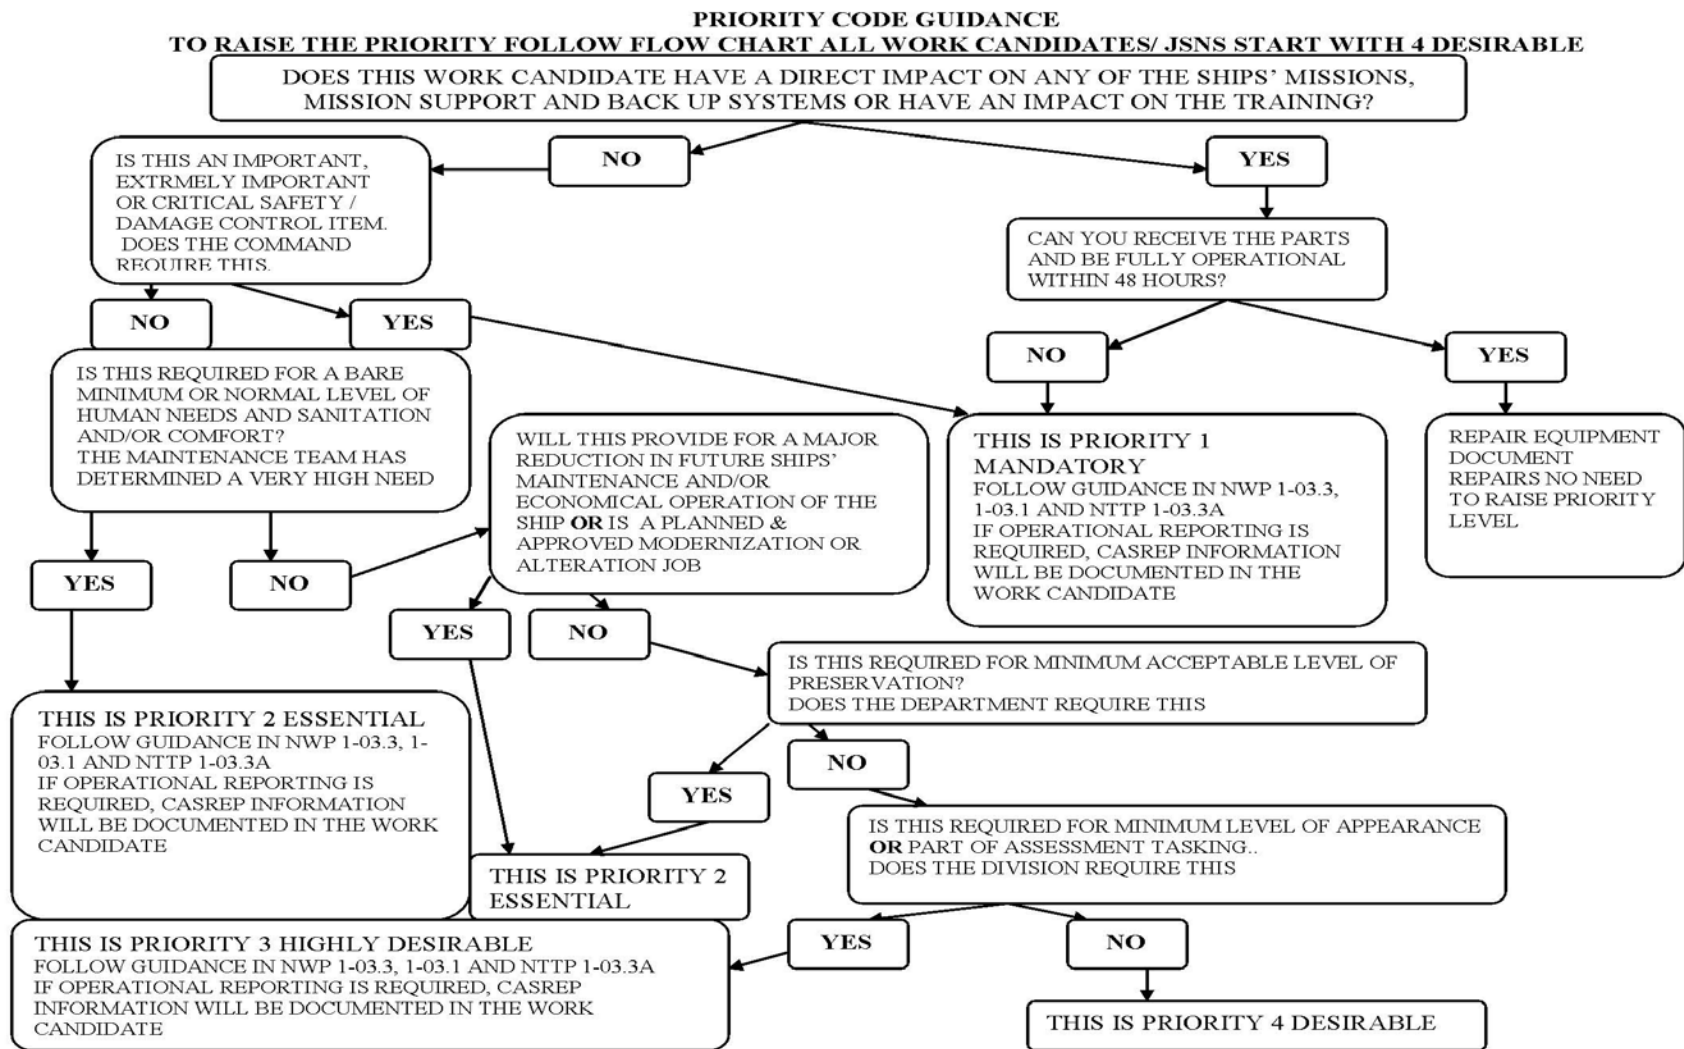 PRIORITY CODE GUIDANCE
TO RAISE THE PRIORITY FOLLOW FLOW CHART ALL WORK CANDIDATES/ JSNS START WITH 4 DESIRABLE
DOES THIS WORK CANDIDATE HAVE A DIRECT IMPACT ON ANY OF THE SHIPS’ MISSIONS,
MISSION SUPPORT AND BACK UP SYSTEMS OR HAVE AN IMPACT ON THE TRAINING?
NO
YES
IS THIS AN IMPORTANT,
EXTRMELY IMPORTANT
OR CRITICAL SAFETY /
DAMAGE CONTROL ITEM.
DOES THE COMMAND
REQUIRE THIS.
CAN YOU RECEIVE THE PARTS
AND BE FULLY OPERATIONAL
WITHIN 48 HOURS?
NO
YES
NO
YES
IS THIS REQUIRED FOR A BARE
MINIMUM OR NORMAL LEVEL OF
HUMAN NEEDS AND SANITATION
AND/OR COMFORT?
THE MAINTENANCE TEAM HAS
DETERMINED A VERY HIGH NEED
WILL THIS PROVIDE FOR A MAJOR
REDUCTION IN FUTURE SHIPS’
MAINTENANCE AND/OR
ECONOMICAL OPERATION OF THE
SHIP OR IS A PLANNED &
APPROVED MODERNIZATION OR
ALTERATION JOB
THIS IS PRIORITY 1
MANDATORY
FOLLOW GUIDANCE IN NWP 1-03.3,
1-03.1 AND NTTP 1-03.3A
IF OPERATIONAL REPORTING IS
REQUIRED, CASREP INFORMATION
WILL BE DOCUMENTED IN THE
WORK CANDIDATE
REPAIR EQUIPMENT
DOCUMENT
REPAIRS NO NEED
TO RAISE PRIORITY
LEVEL
YES
NO
YES
NO
IS THIS REQUIRED FOR MINIMUM ACCEPTABLE LEVEL OF
PRESERVATION?
DOES THE DEPARTMENT REQUIRE THIS
THIS IS PRIORITY 2 ESSENTIAL
FOLLOW GUIDANCE IN NWP 1-03.3, 1-
03.1 AND NTTP 1-03.3A
IF OPERATIONAL REPORTING IS
REQUIRED, CASREP INFORMATION
WILL BE DOCUMENTED IN THE WORK
CANDIDATE
YES
NO
IS THIS REQUIRED FOR MINIMUM LEVEL OF APPEARANCE
OR PART OF ASSESSMENT TASKING..
DOES THE DIVISION REQUIRE THIS
THIS IS PRIORITY 2
ESSENTIAL
YES
NO
THIS IS PRIORITY 3 HIGHLY DESIRABLE
FOLLOW GUIDANCE IN NWP 1-03.3, 1-03.1 AND NTTP 1-03.3A
IF OPERATIONAL REPORTING IS REQUIRED, CASREP
INFORMATION WILL BE DOCUMENTED IN THE WORK
CANDIDATE
THIS IS PRIORITY 4 DESIRABLE